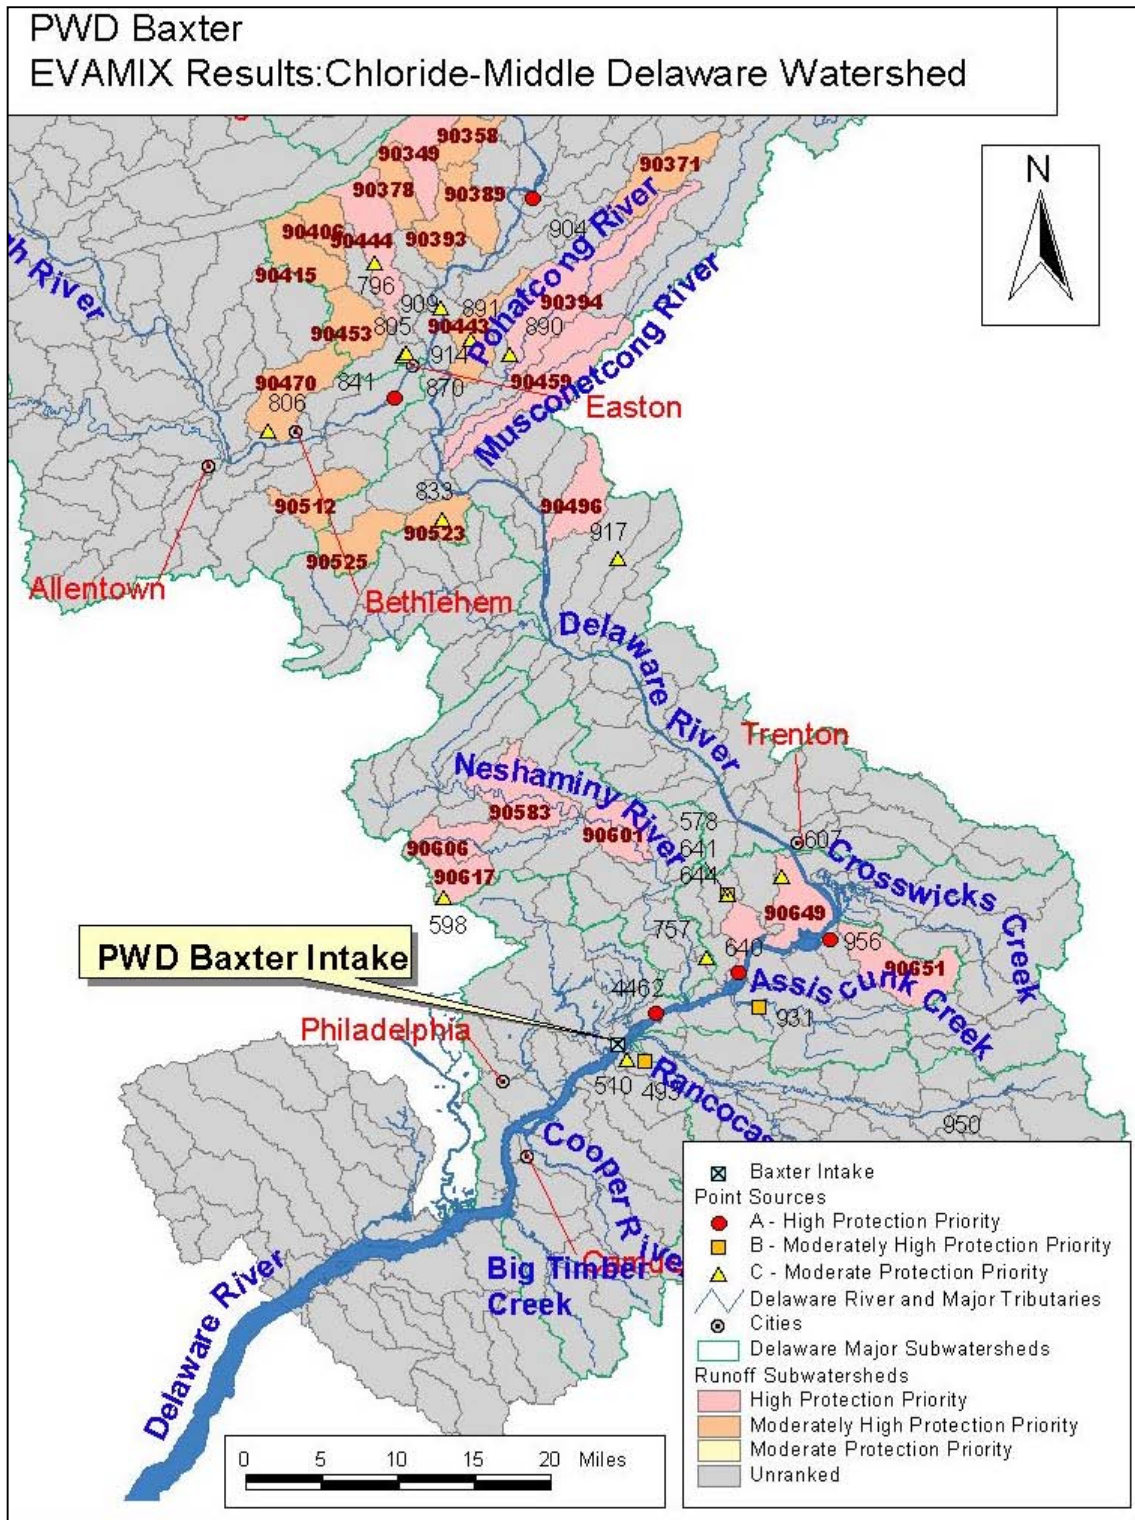 PWD Baxter
EVAMIX Results:Chloride-Middle Delaware Watershed
N
90358
90349
90371
90378
90389
904
90406
90444
90393
90415
796
Pohatcong River
90394
909
891
805
90443
890
90453
914
Musconetcong River
90470
841
870
90459
806
Easton
833
90496
90512
90523
917
90525
Allentown
Bethlehem
Delaware River
Trenton
Neshaminy River
90583
578
90601
641
607
90606
644
Crosswicks Creek
90617
90649
598
757
640
956
PWD Baxter Intake
90651
Assiscunk Creek
4462
931
Philadelphia
510
493
Rancocas
950
Cooper River
Big Timber
Creek
Delaware River
Baxter Intake
Point Sources
A - High Protection Priority
B - Moderately High Protection Priority
C - Moderate Protection Priority
Delaware River and Major Tributaries
Cities
Delaware Major Subwatersheds
Runoff Subwatersheds
High Protection Priority
Moderately High Protection Priority
Moderate Protection Priority
Unranked
0 5 10 15 20 Miles